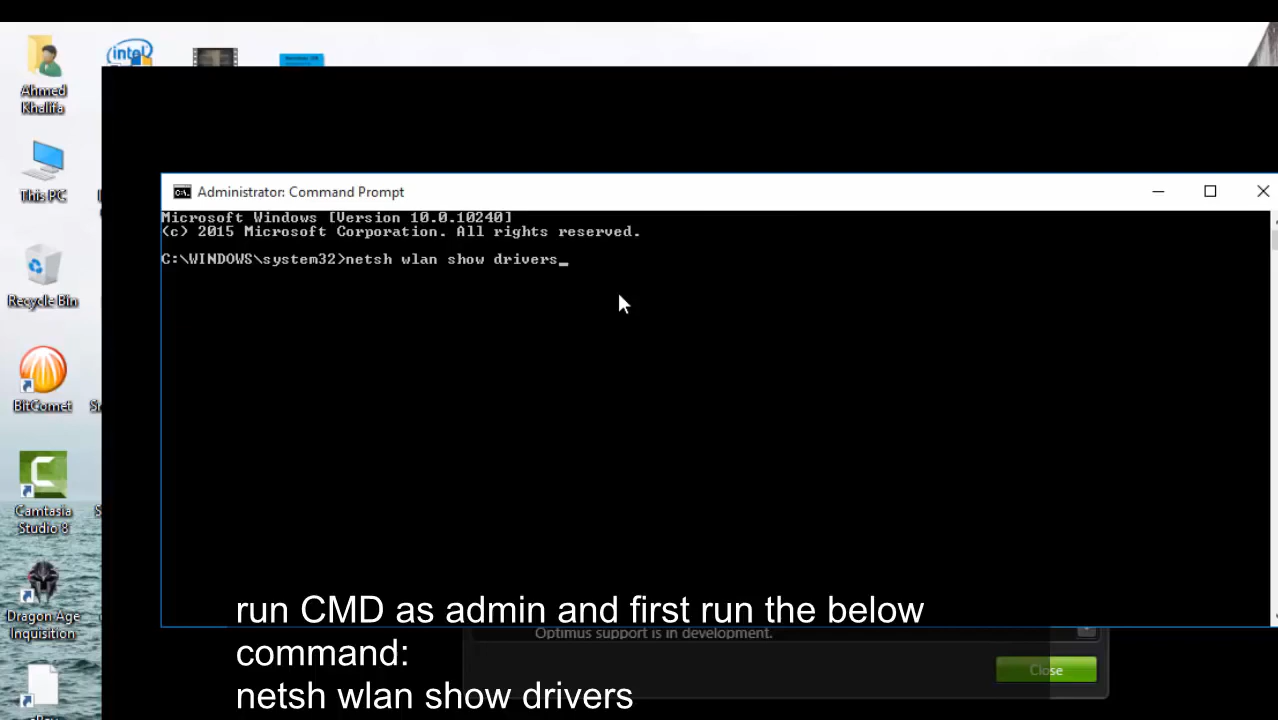 intel
Ahmed
Khalifa
This PC
Administrator: Command Prompt
Microsoft Windows [Version 10.0.10240]
(c) 2015 Microsoft Corporation. All rights reserved.
C:\WINDOWS\system32>netsh wlan show drivers_
Recycle Bin
BitComet
Camtasia
Studio 8
Dragon Age
Inquisition
run CMD as admin and first run the below
command:
netsh wlan show drivers
Optimus support is in development.
Close